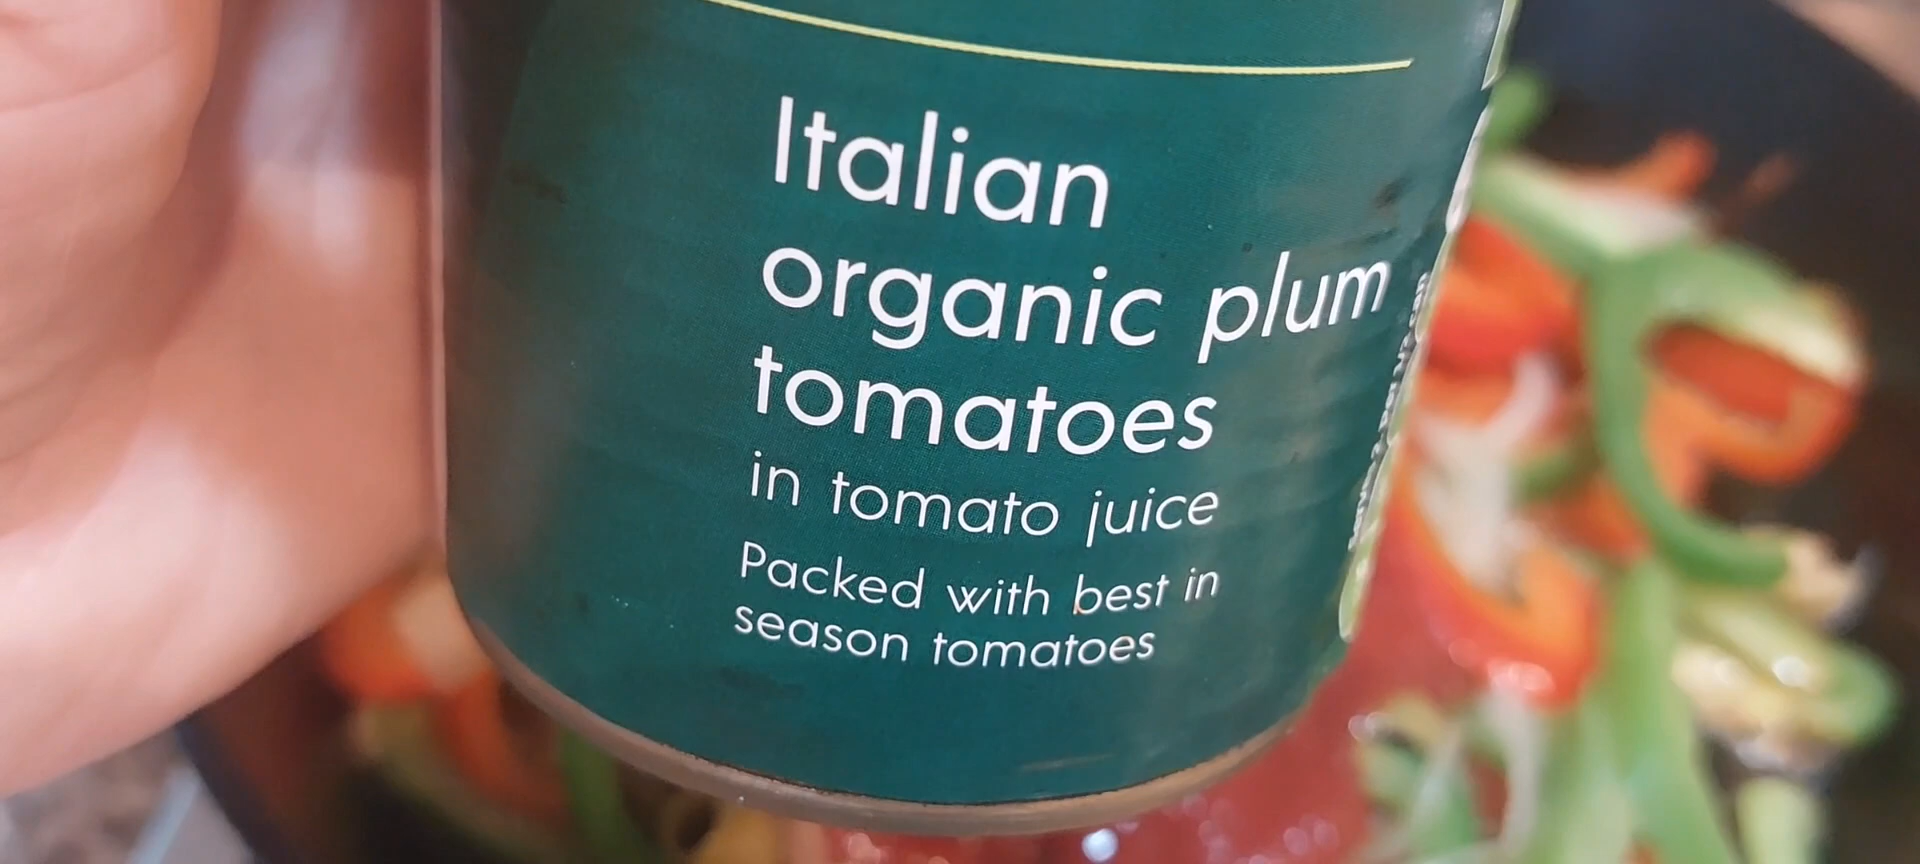 Italian
organic plum
tomatoes
in tomato juice
Packed with best in
season tomatoes